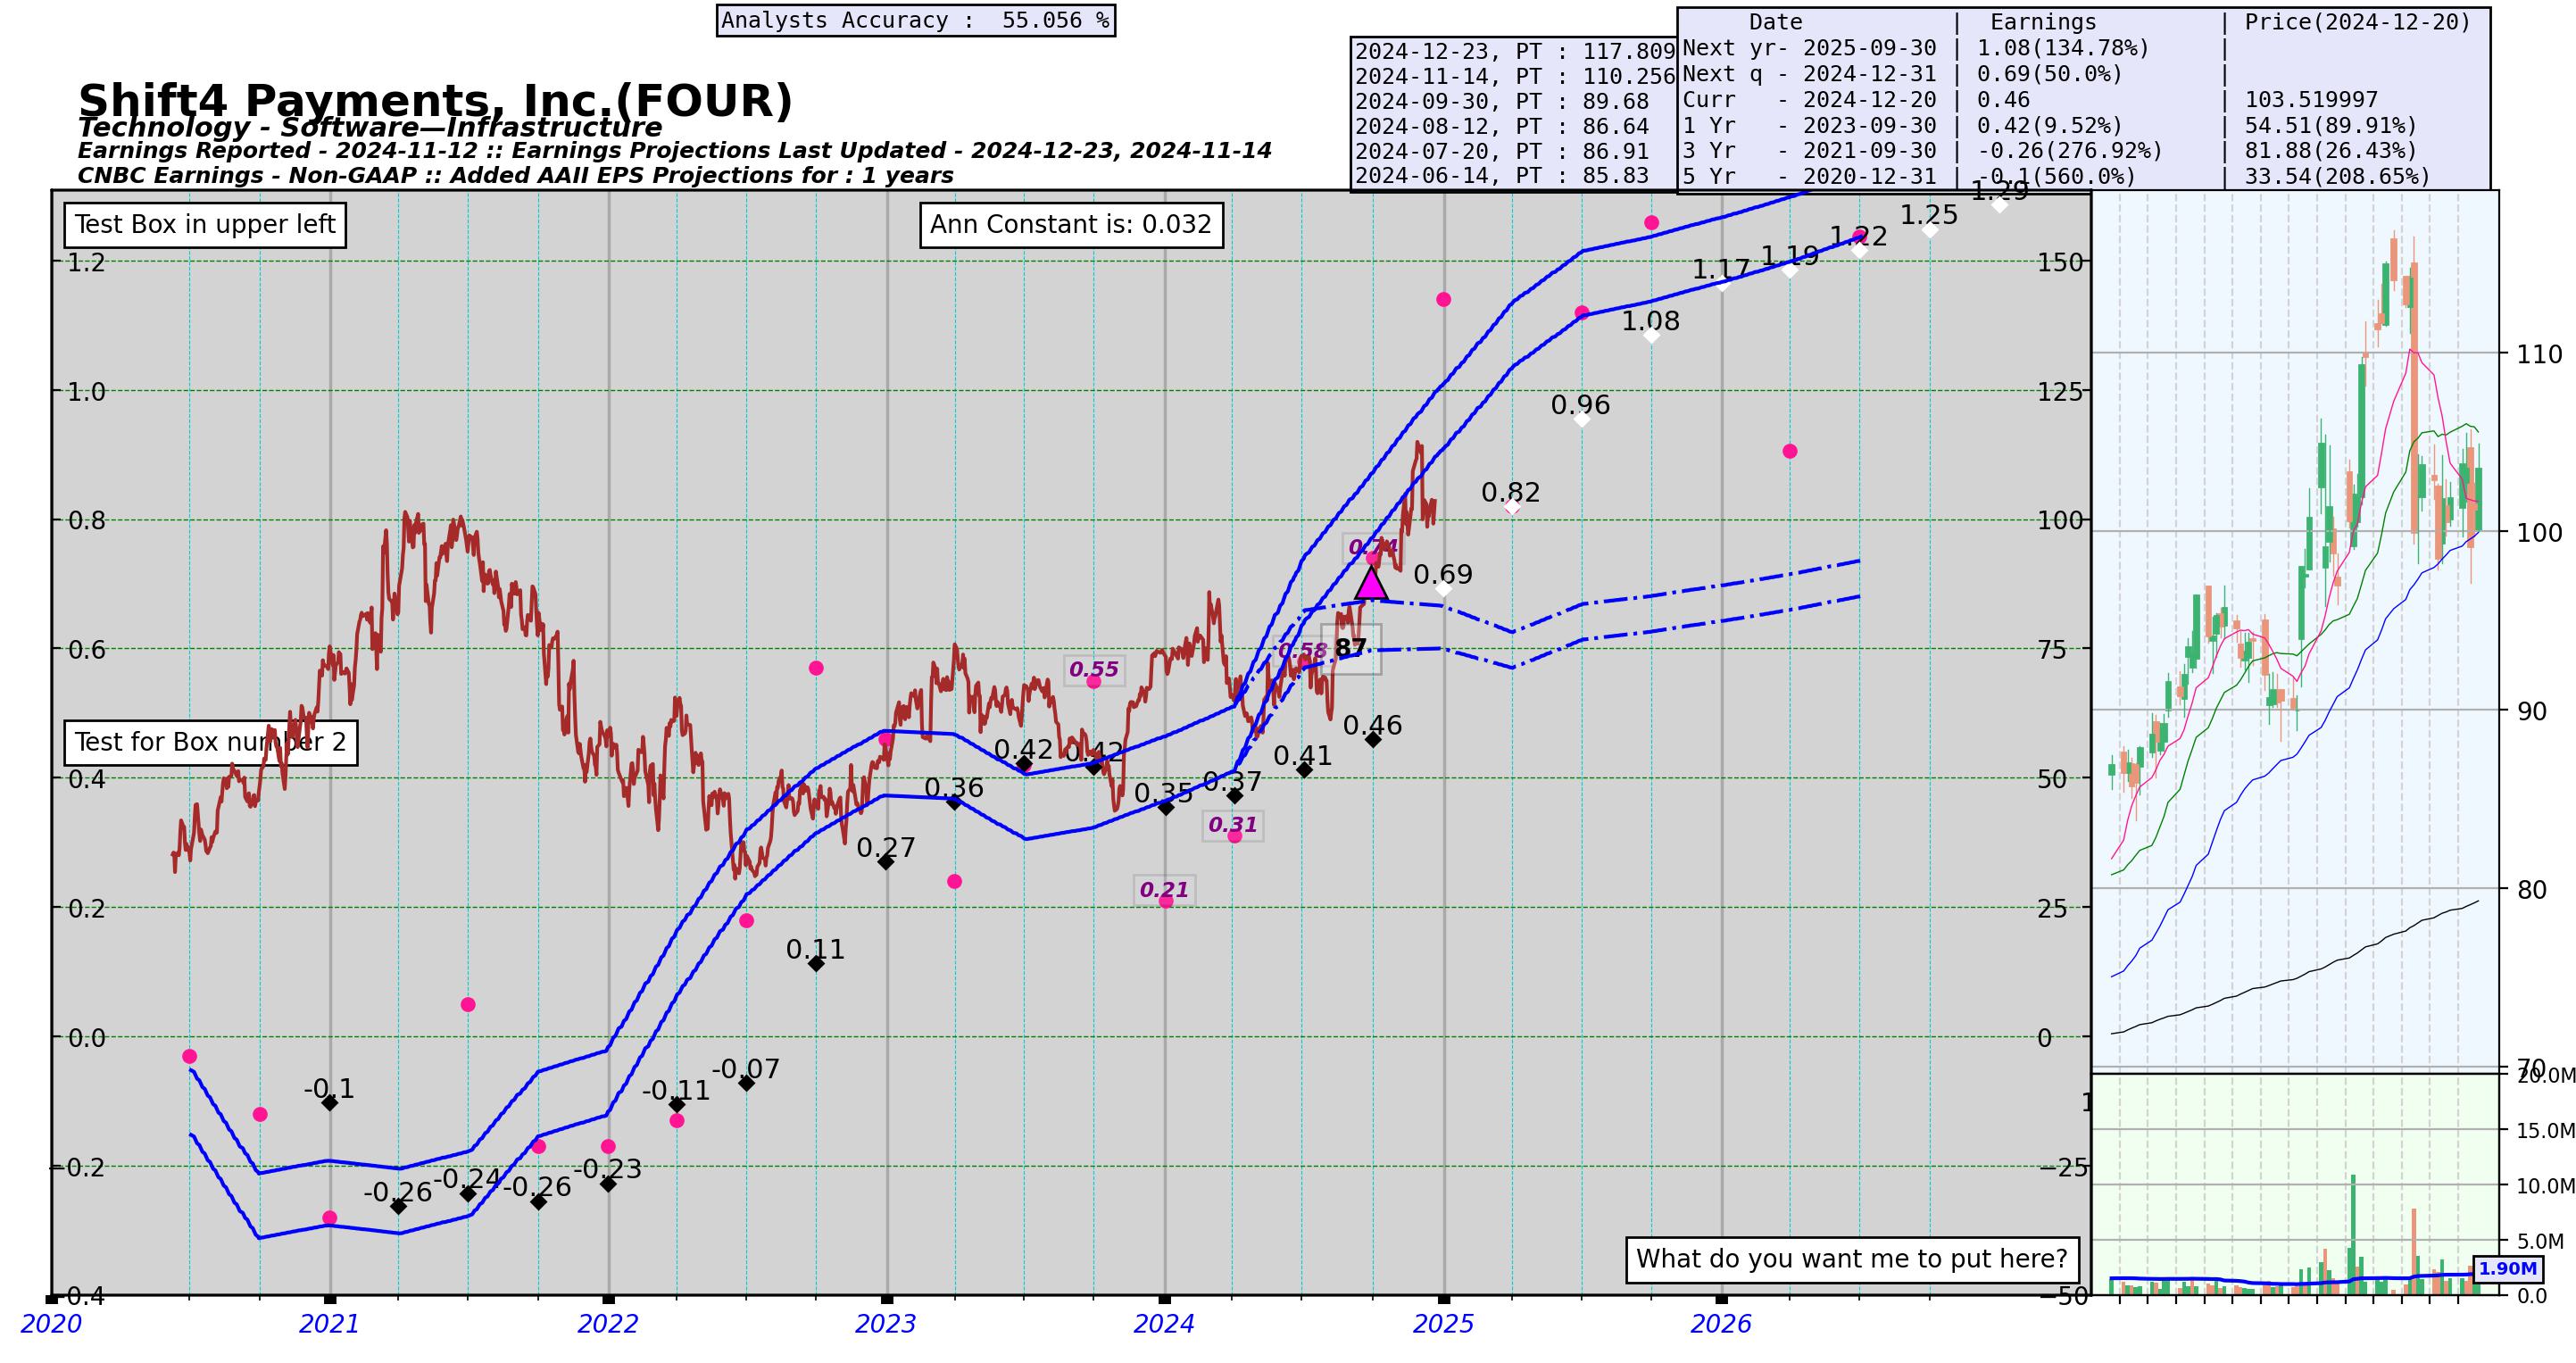 Analysts Accuracy :  55.056 %
Shift4 Payments, Inc.(FOUR)
Technology - Software—Infrastructure
Earnings Reported - 2024-11-12 :: Earnings Projections Last Updated - 2024-12-23, 2024-11-14
CNBC Earnings - Non-GAAP :: Added AAII EPS Projections for : 1 years
2024-12-23, PT : 117.809
2024-11-14, PT : 110.256
2024-09-30, PT : 89.68
2024-08-12, PT : 86.64
2024-07-20, PT : 86.91
2024-06-14, PT : 85.83
Date | Earnings | Price(2024-12-20)
Next yr- 2025-09-30 | 1.08(134.78%) |
Next q - 2024-12-31 | 0.69(50.0%) |
Curr - 2024-12-20 | 0.46 | 103.519997
1 Yr - 2023-09-30 | 0.42(9.52%) | 54.51(89.91%)
3 Yr - 2021-09-30 | -0.26(276.92%) | 81.88(26.43%)
5 Yr - 2020-12-31 | -0.1(560.0%) | 33.54(208.65%)
Test Box in upper left
Ann Constant is: 0.032
Test for Box number 2
What do you want me to put here?
1.2
1.0
0.8
0.6
0.4
0.2
0.0
−0.2
−0.4
-0.1
-0.26
-0.24
-0.26
-0.23
-0.11
-0.07
0.11
0.27
0.36
0.42
0.42
0.35
0.37
0.41
0.46
0.69
0.82
0.96
1.08
1.17
1.19
1.22
1.25
1.29
0.55
0.21
0.31
0.58
0.74
87
150
125
100
75
50
25
0
−25
−50
1
110
100
90
80
70
20.0M
15.0M
10.0M
5.0M
1.90M
0.0
2020
2021
2022
2023
2024
2025
2026